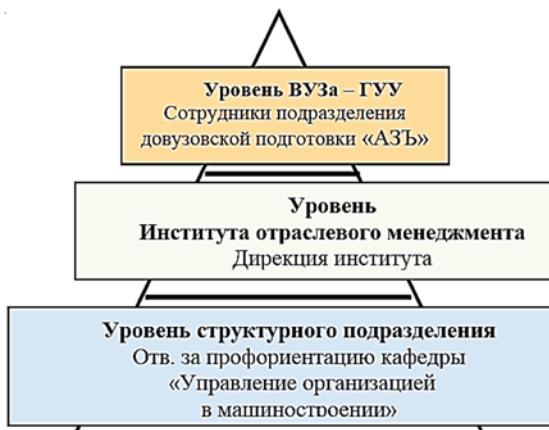 Уровень ВУЗа – ГУУ
Сотрудники подразделения
довузовской подготовки «АЗЪ»
Уровень
Института отраслевого менеджмента
Дирекция института
Уровень структурного подразделения
Отв. за профориентацию кафедры
«Управление организацией
в машиностроении»